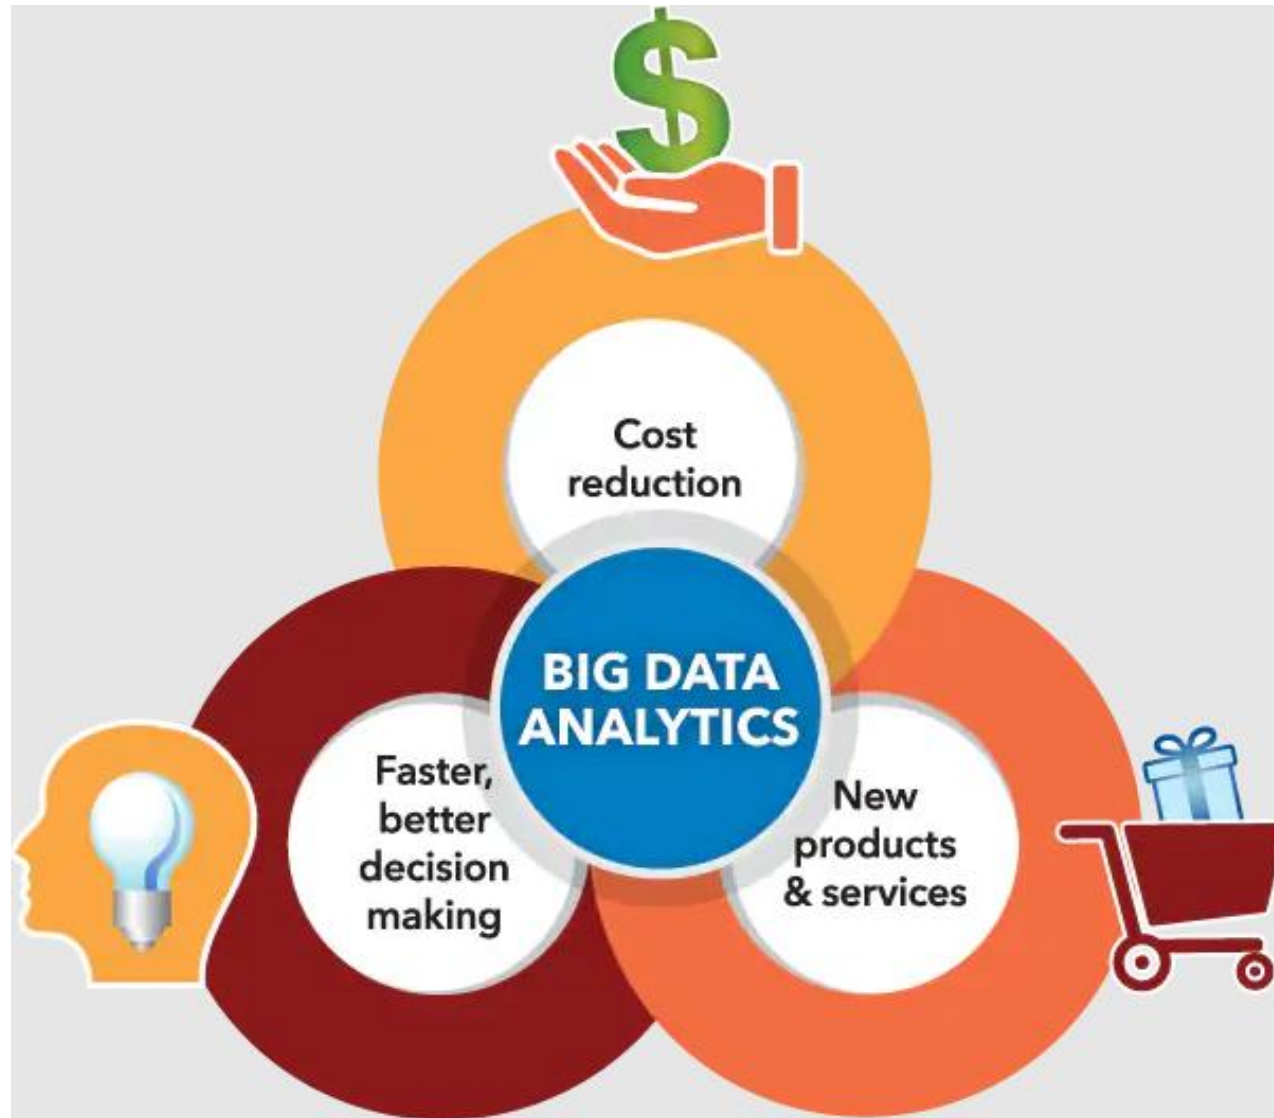 Cost
reduction
BIG DATA
ANALYTICS
Faster,
better
decision
making
New
products
& services